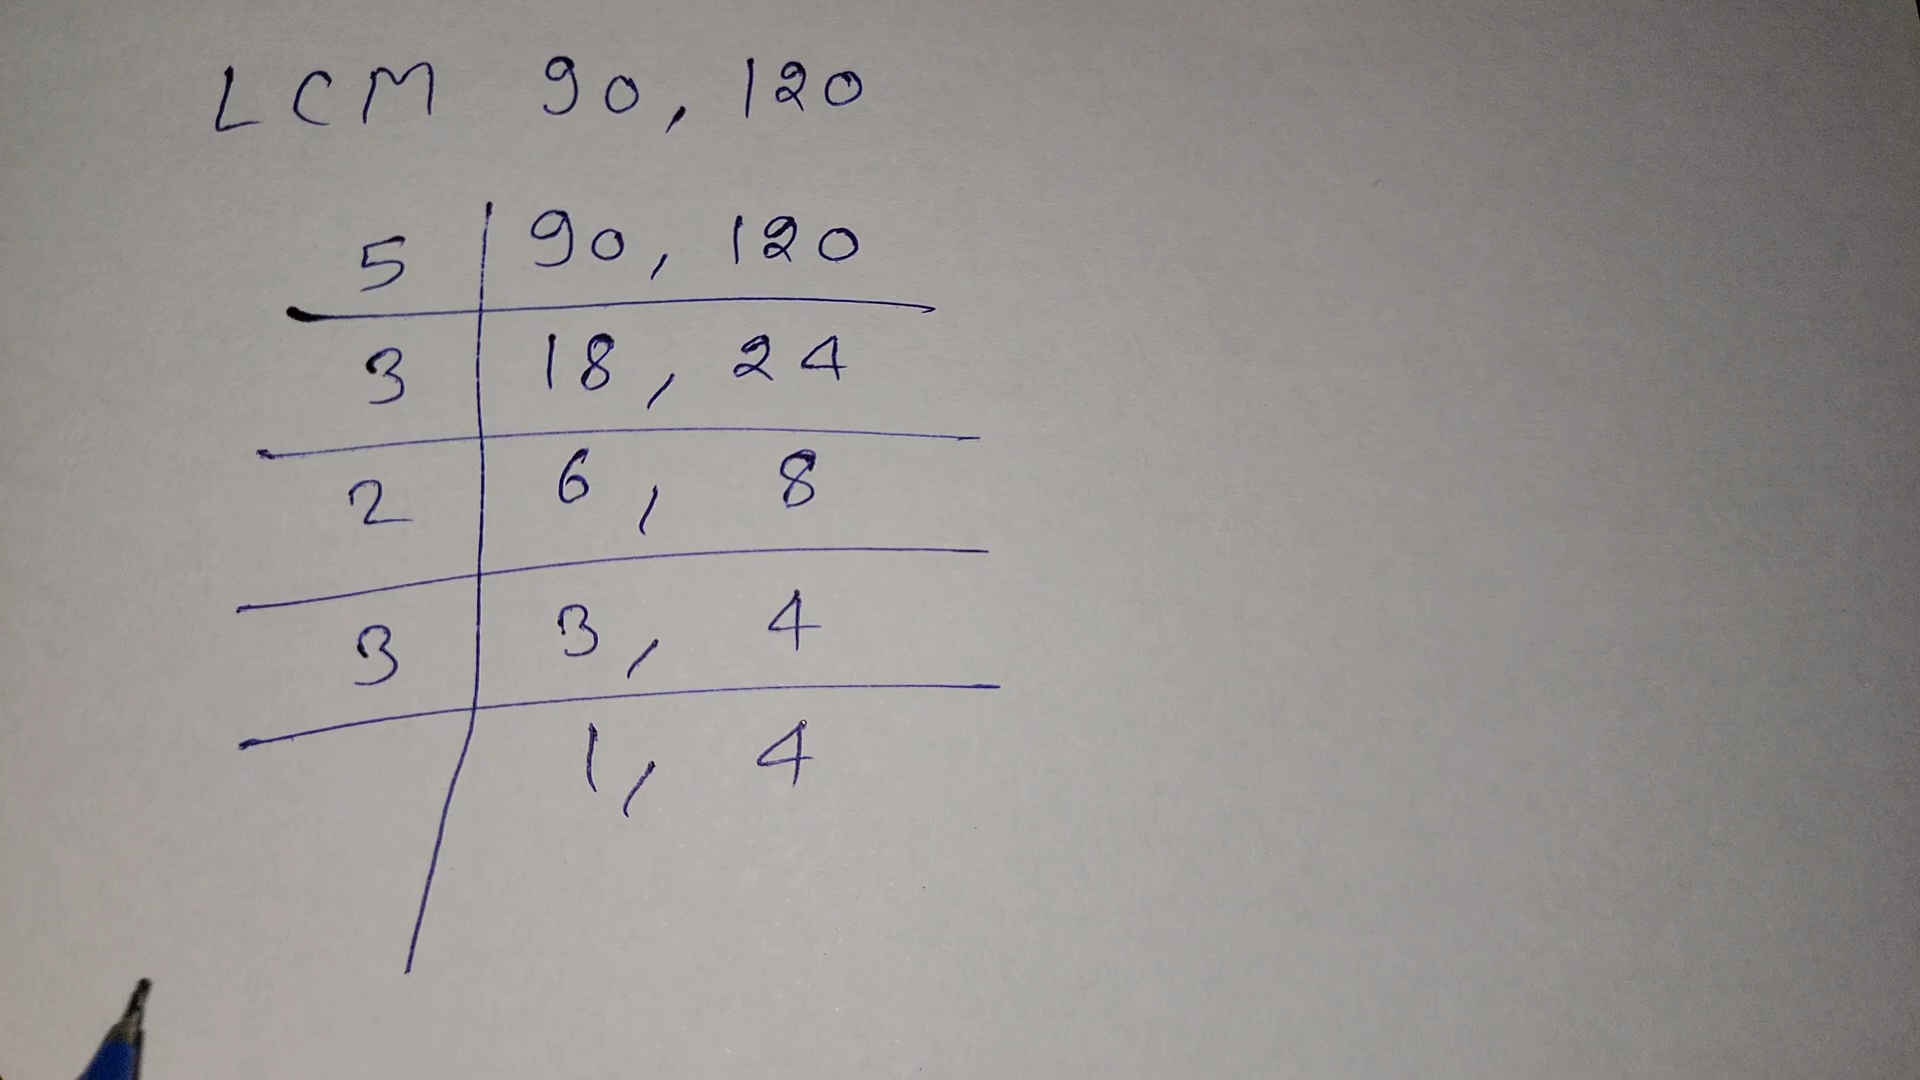 LCM 90, 120
5 | 90, 120
3 | 18, 24
2 | 6, 8
3 | 3, 4
1, 4